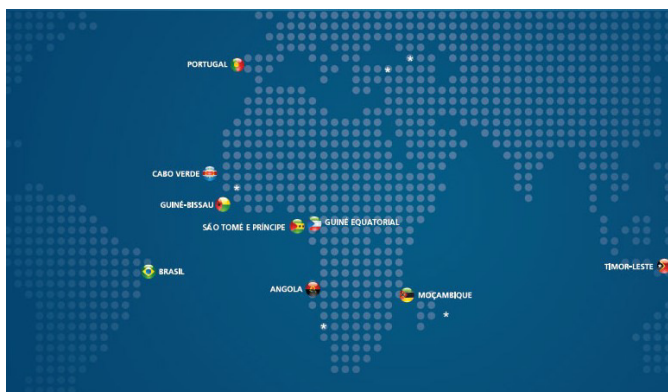 PORTUGAL
CABO VERDE
GUINÉ-BISSAU
SÃO TOMÉ E PRÍNCIPE
GUINÉ EQUATORIAL
BRASIL
TIMOR-LESTE
ANGOLA
MOÇAMBIQUE